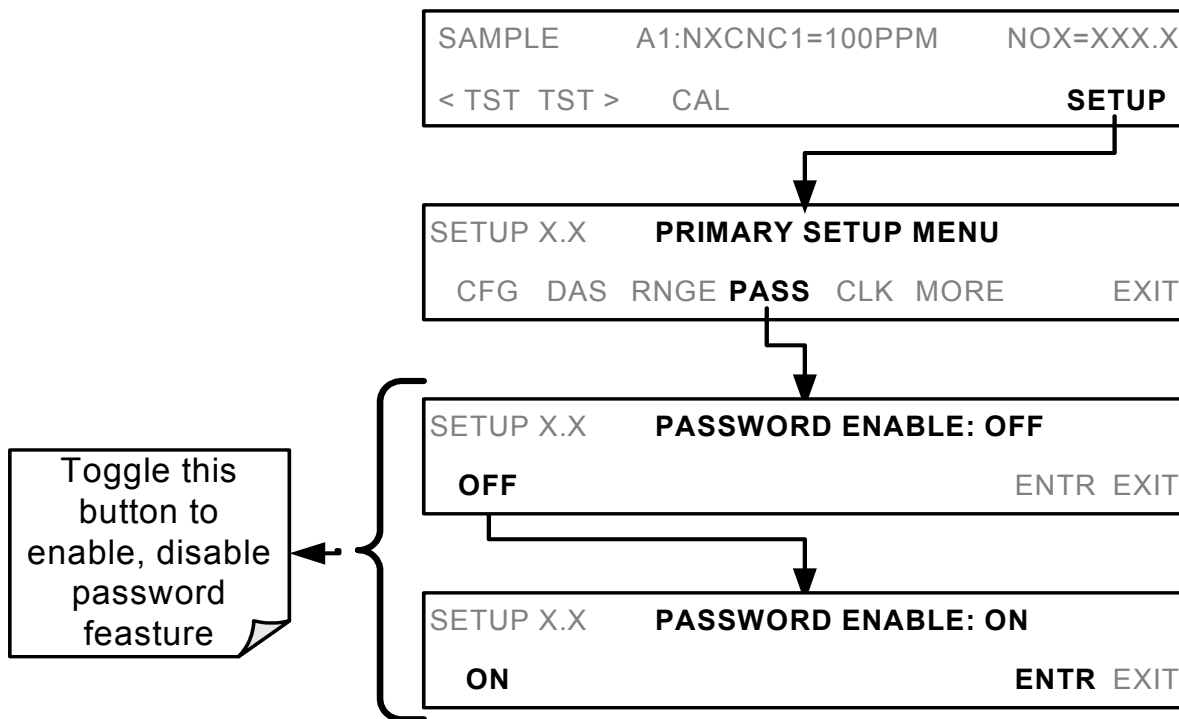 SAMPLE A1:NXCNC1=100PPM NOX=XXX.X
< TST TST > CAL SETUP
SETUP X.X PRIMARY SETUP MENU
CFG DAS RNGE PASS CLK MORE EXIT
SETUP X.X PASSWORD ENABLE: OFF
OFF ENTR EXIT
Toggle this
button to
enable, disable
password
feasture
SETUP X.X PASSWORD ENABLE: ON
ON ENTR EXIT